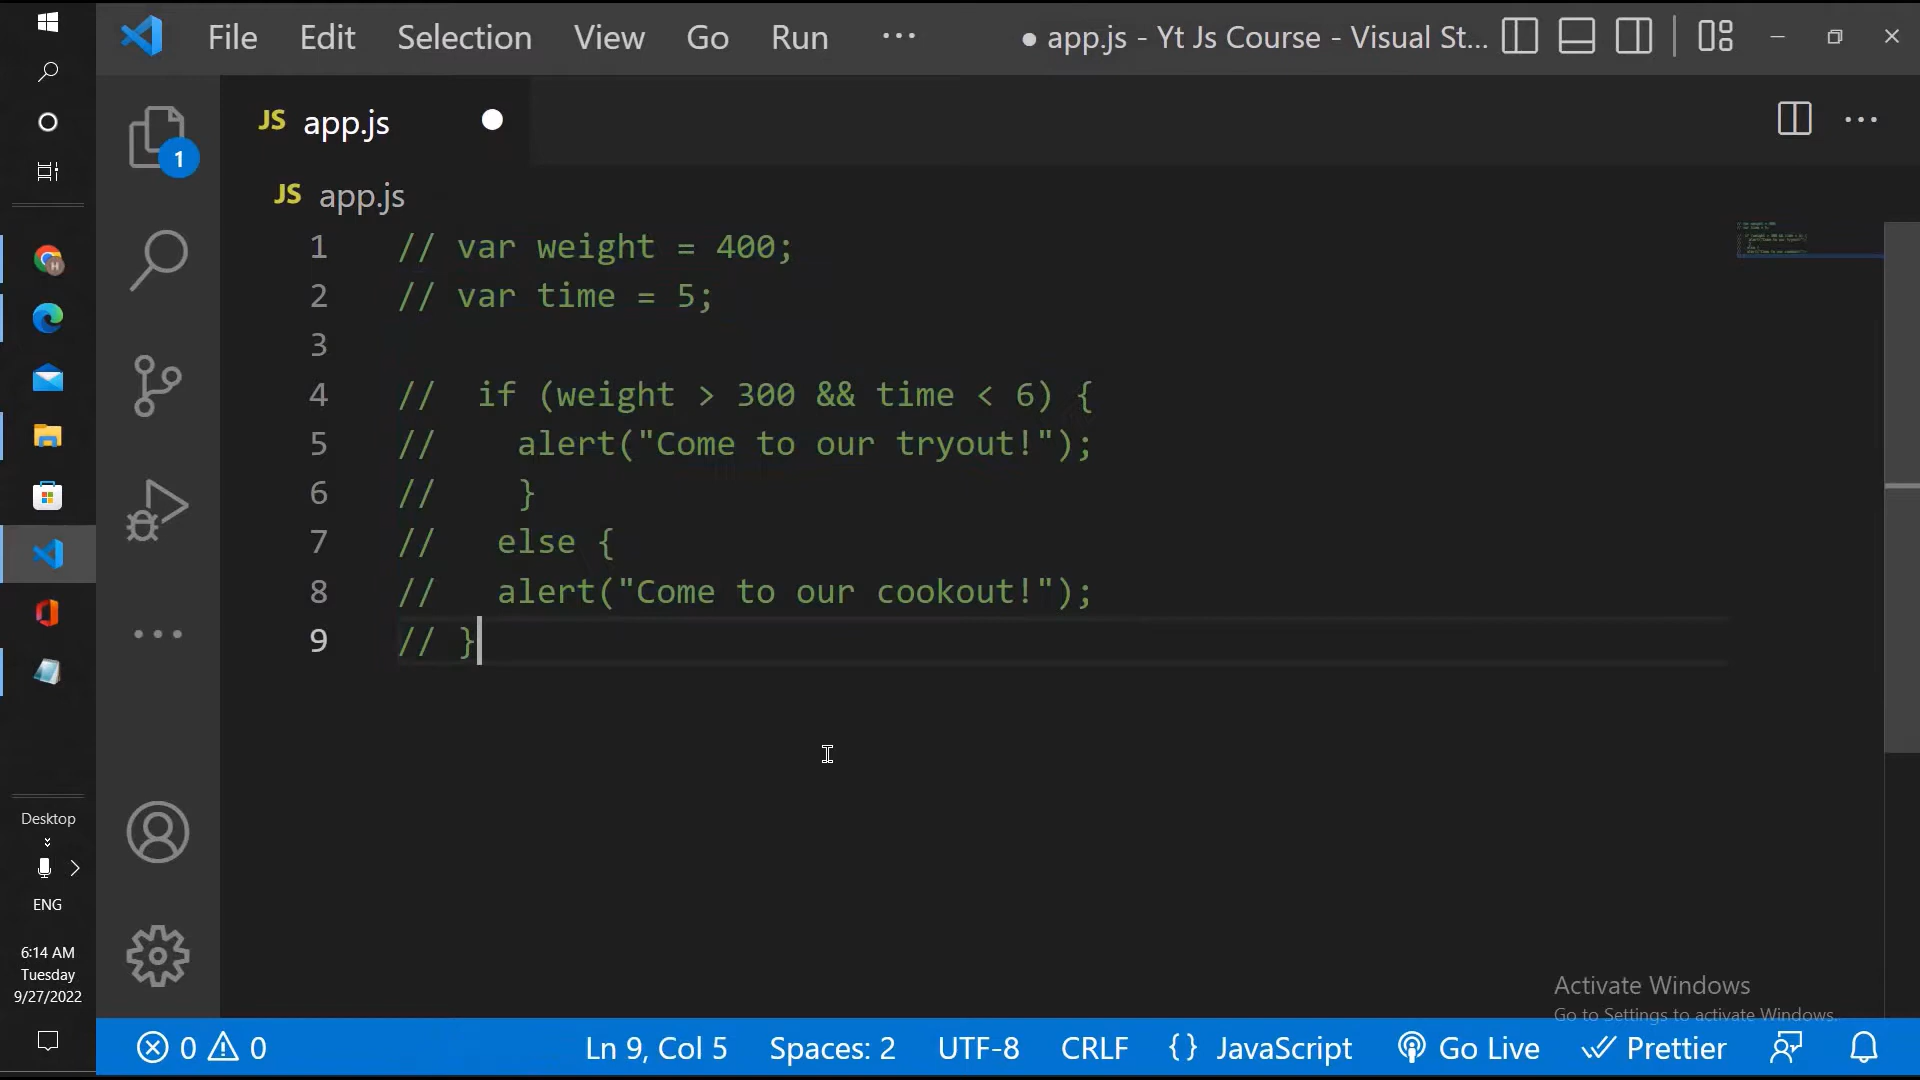 File Edit Selection View Go Run ··· ● app.js - Yt Js Course - Visual St...
JS app.js
JS app.js
1 // var weight = 400;
2 // var time = 5;
3
4 //  if (weight > 300 && time < 6) {
5 //    alert("Come to our tryout!");
6 //    }
7 //   else {
8 //   alert("Come to our cookout!");
9 // }
1
Desktop
ENG
6:14 AM
Tuesday
9/27/2022
Activate Windows
Go to Settings to activate Windows.
0 0 Ln 9, Col 5 Spaces: 2 UTF-8 CRLF {} JavaScript Go Live Prettier